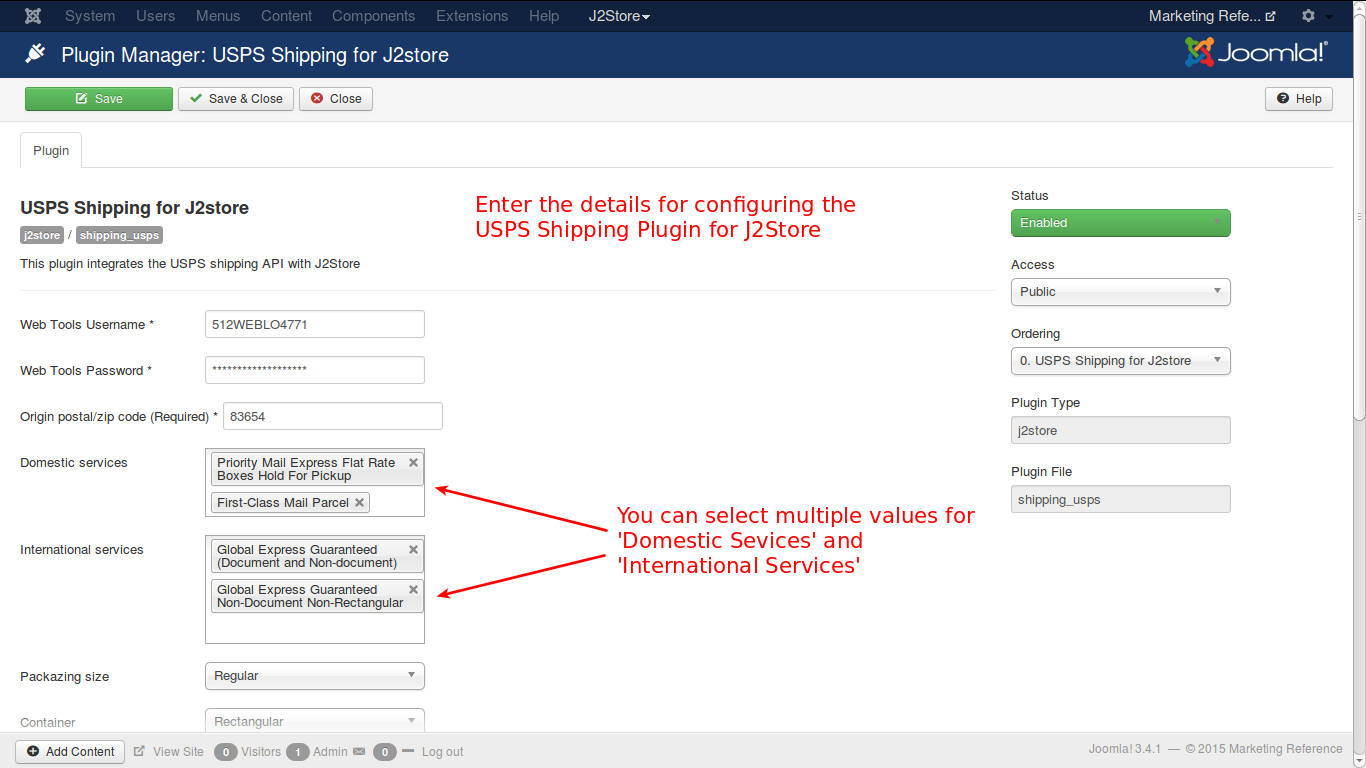 System Users Menus Content Components Extensions Help J2Store Marketing Refe...
Plugin Manager: USPS Shipping for J2store
Joomla!®
Save Save & Close Close Help
Plugin
USPS Shipping for J2store
j2store / shipping_usps
This plugin integrates the USPS shipping API with J2Store
Enter the details for configuring the
USPS Shipping Plugin for J2Store
Web Tools Username * 512WEBLO4771
Web Tools Password * *******************
Origin postal/zip code (Required) * 83654
Domestic services
Priority Mail Express Flat Rate
Boxes Hold For Pickup
First-Class Mail Parcel
International services
Global Express Guaranteed
(Document and Non-document)
Global Express Guaranteed
Non-Document Non-Rectangular
You can select multiple values for
'Domestic Sevices' and
'International Services'
Packazing size Regular
Container Rectangular
Status
Enabled
Access
Public
Ordering
0. USPS Shipping for J2store
Plugin Type
j2store
Plugin File
shipping_usps
Add Content View Site 0 Visitors 1 Admin 0 Log out
Joomla! 3.4.1 — © 2015 Marketing Reference